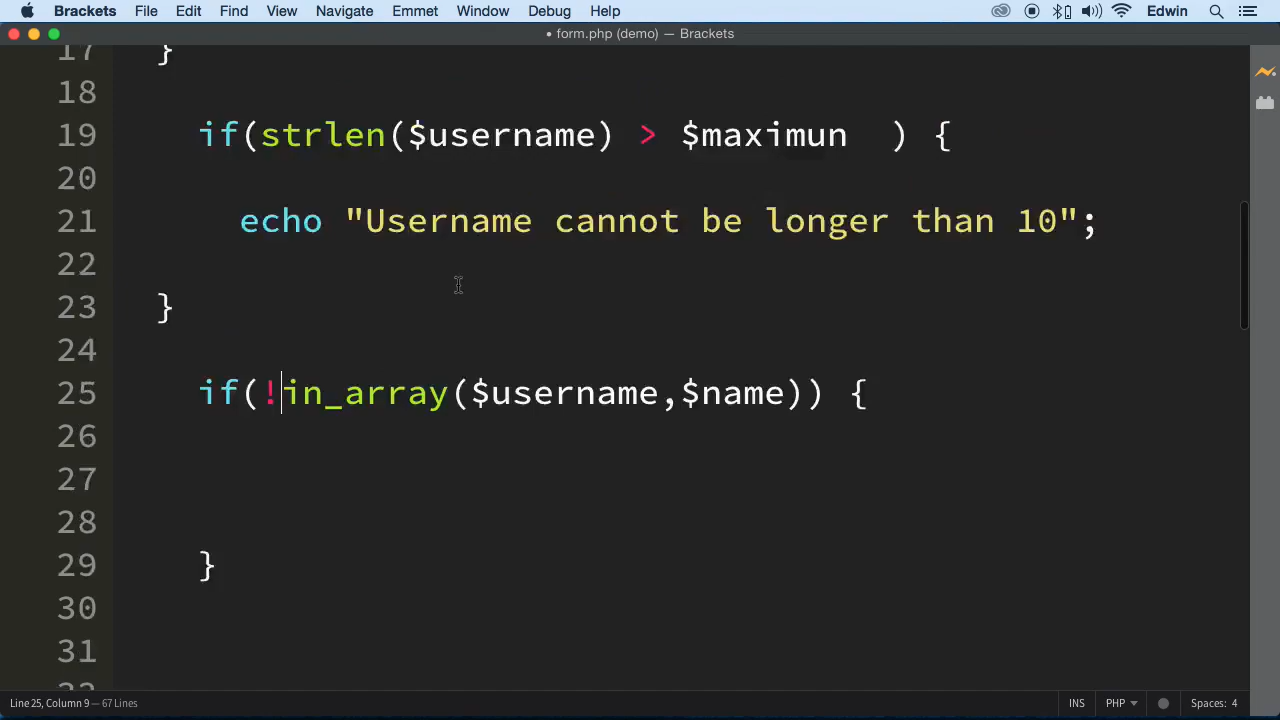 Brackets File Edit Find View Navigate Emmet Window Debug Help Edwin
• form.php (demo) — Brackets
17 }
18
19 if(strlen($username) > $maximun ) {
20
21 echo "Username cannot be longer than 10";
22
23 }
24
25 if(!in_array($username,$name)) {
26
27
28
29 }
30
31
Line 25, Column 9 — 67 Lines INS PHP Spaces: 4